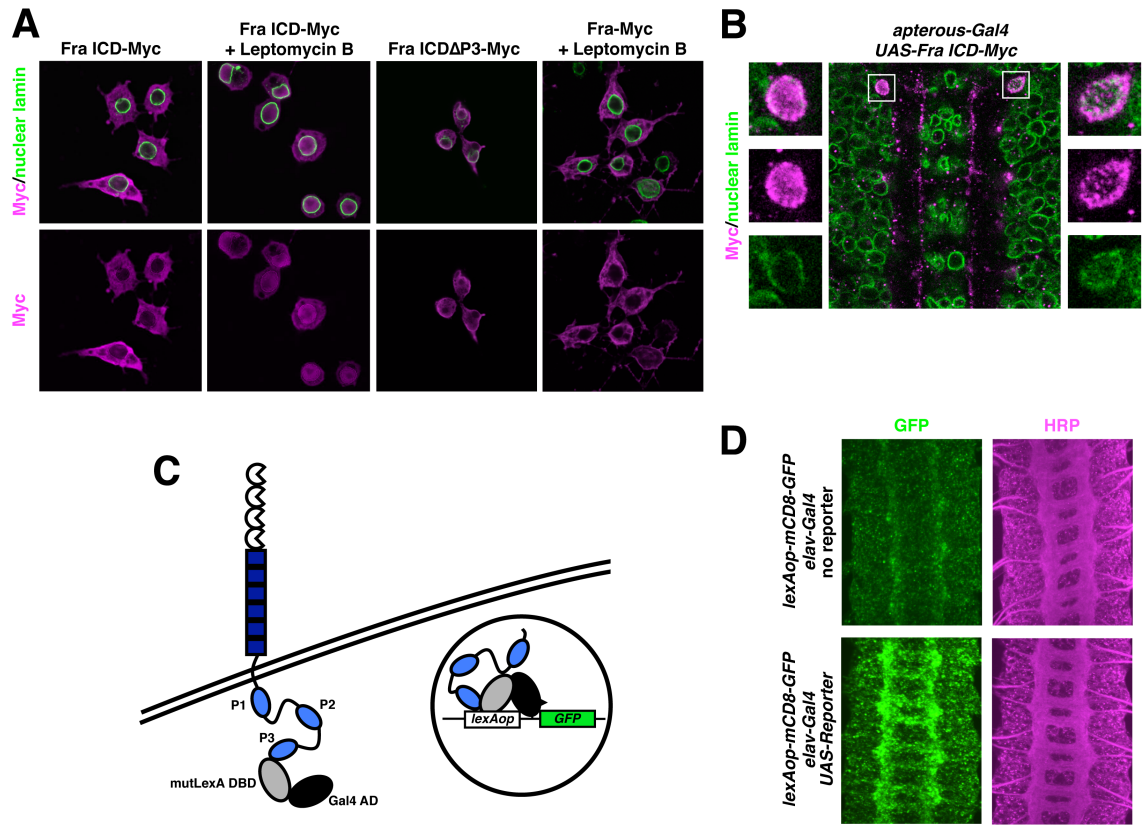 A
Fra ICD-Myc
Fra ICD-Myc
+ Leptomycin B
Fra ICDΔP3-Myc
Fra-Myc
+ Leptomycin B
Myc/nuclear lamin
Myc
B
apterous-Gal4
UAS-Fra ICD-Myc
Myc/nuclear lamin
C
P1
P2
P3
mutLexA DBD
Gal4 AD
lexAop
GFP
D
GFP
HRP
lexAop-mCD8-GFP
elav-Gal4
no reporter
lexAop-mCD8-GFP
elav-Gal4
UAS-Reporter